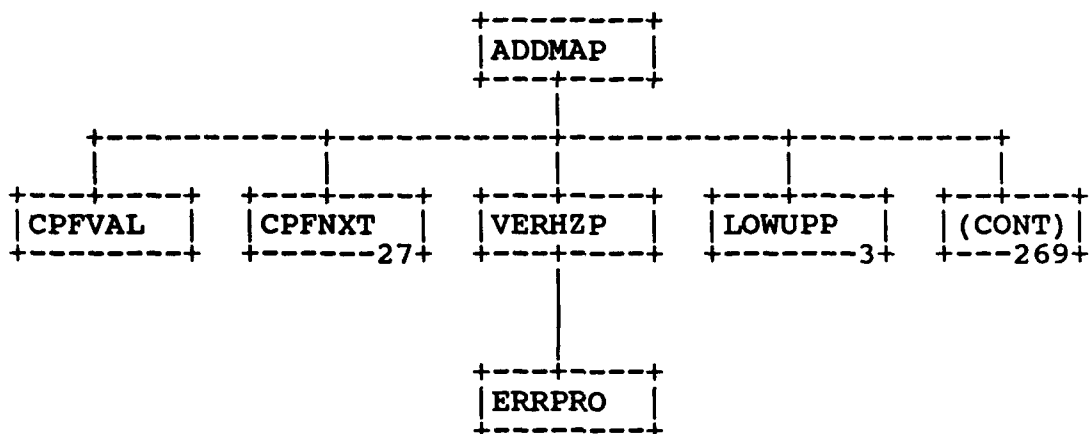 ADDMAP
CPFVAL CPFNXT VERHZP LOWUPP (CONT)
27 3 269
ERRPRO